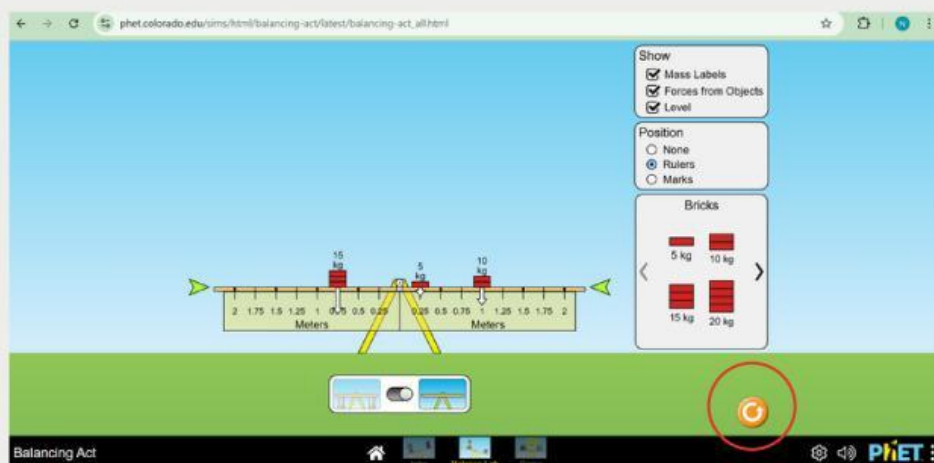 phet.colorado.edu/sims/html/balancing-act/latest/balancing-act_all.html
N
Show
Mass Labels
Forces from Objects
Level
Position
None
Rulers
Marks
Bricks
5 kg
10 kg
15 kg
20 kg
15
kg
5
kg
10
kg
2 1.75 1.5 1.25 1 0.75 0.5 0.25 0.25 0.5 0.75 1 1.25 1.5 1.75 2
Meters Meters
Balancing Act
PhET